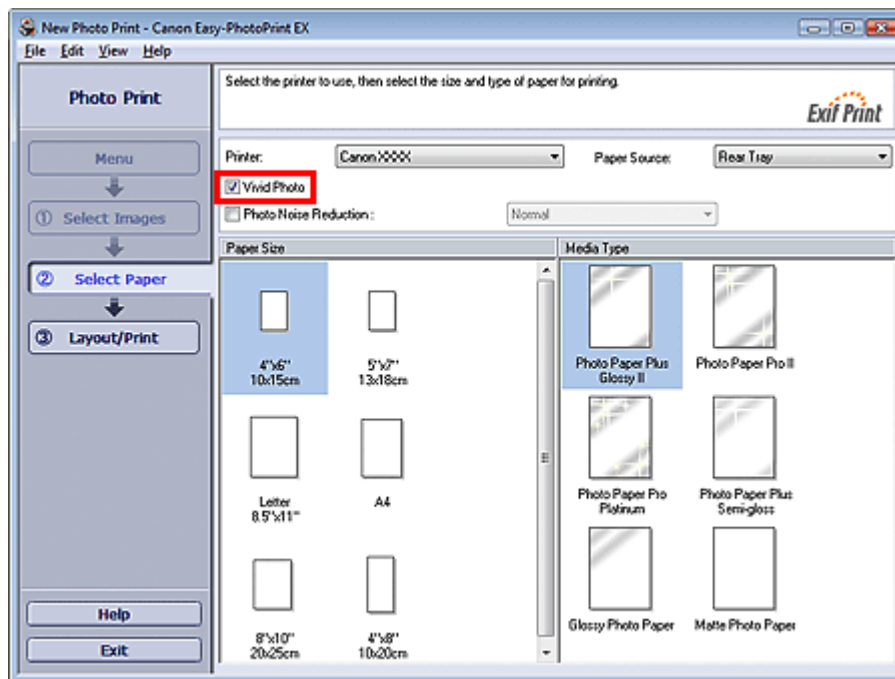 New Photo Print - Canon Easy-PhotoPrint EX
File Edit View Help
Photo Print
Select the printer to use, then select the size and type of paper for printing.
Exif Print
Menu
① Select Images
② Select Paper
③ Layout/Print
Help
Exit
Printer: Canon XXXX Paper Source: Rear Tray
Vivid Photo
Photo Noise Reduction : Normal
Paper Size
4"x6"
10x15cm
5"x7"
13x18cm
Letter
8.5"x11"
A4
8"x10"
20x25cm
4"x8"
10x20cm
Media Type
Photo Paper Plus
Glossy II
Photo Paper Pro II
Photo Paper Pro
Platinum
Photo Paper Plus
Semi-gloss
Glossy Photo Paper
Matte Photo Paper